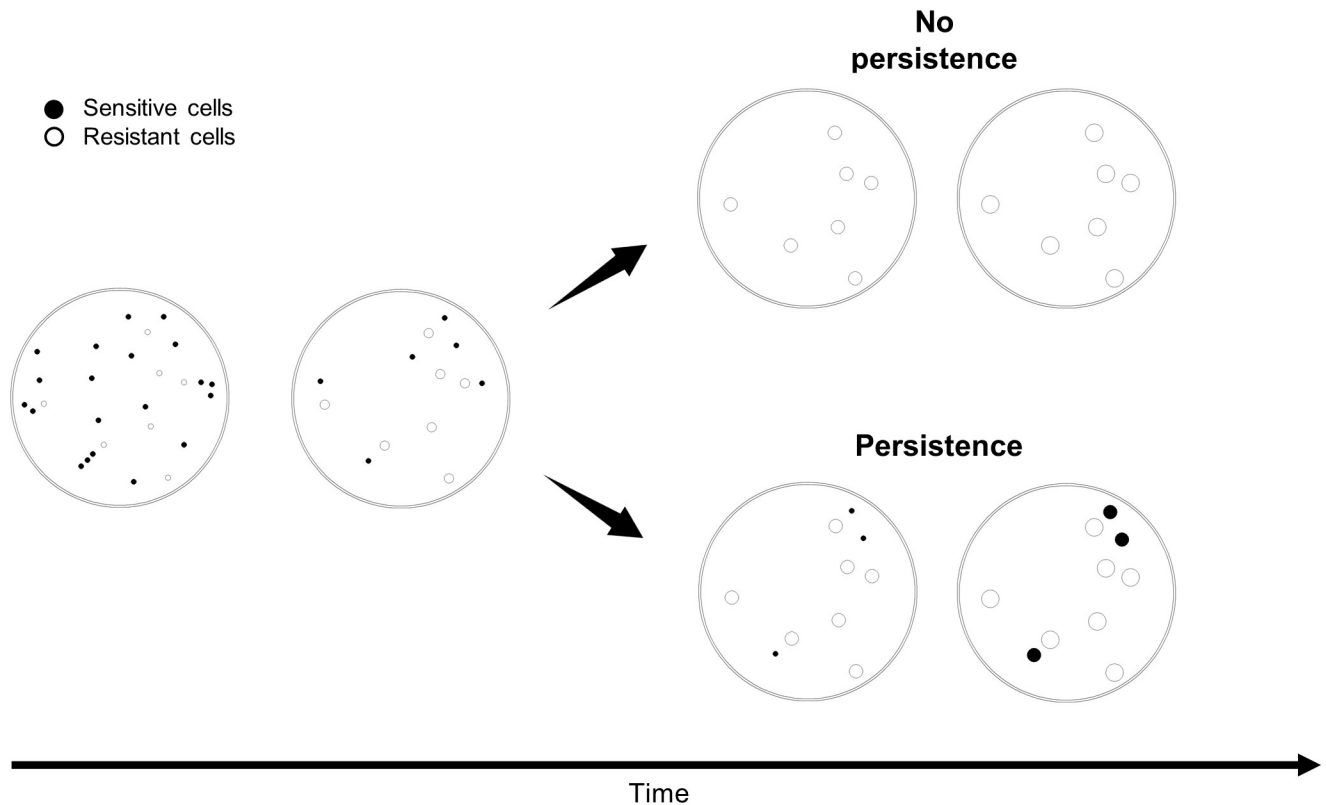 No
persistence
Sensitive cells
Resistant cells
Persistence
Time